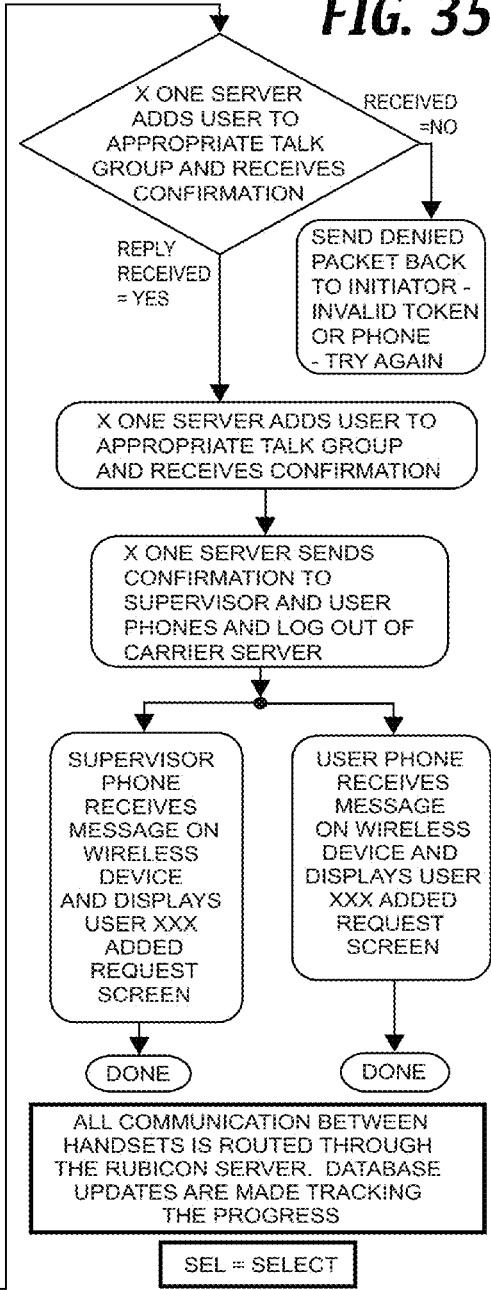 FIG. 35
X ONE SERVER
ADDS USER TO
APPROPRIATE TALK
GROUP AND RECEIVES
CONFIRMATION
RECEIVED
=NO
REPLY
RECEIVED
= YES
SEND DENIED
PACKET BACK
TO INITIATOR -
INVALID TOKEN
OR PHONE
- TRY AGAIN
X ONE SERVER ADDS USER TO
APPROPRIATE TALK GROUP
AND RECEIVES CONFIRMATION
X ONE SERVER SENDS
CONFIRMATION TO
SUPERVISOR AND USER
PHONES AND LOG OUT OF
CARRIER SERVER
SUPERVISOR
PHONE
RECEIVES
MESSAGE ON
WIRELESS
DEVICE
AND DISPLAYS
USER XXX
ADDED
REQUEST
SCREEN
USER PHONE
RECEIVES
MESSAGE
ON WIRELESS
DEVICE AND
DISPLAYS USER
XXX ADDED
REQUEST
SCREEN
DONE
DONE
ALL COMMUNICATION BETWEEN
HANDSETS IS ROUTED THROUGH
THE RUBICON SERVER. DATABASE
UPDATES ARE MADE TRACKING
THE PROGRESS
SEL = SELECT